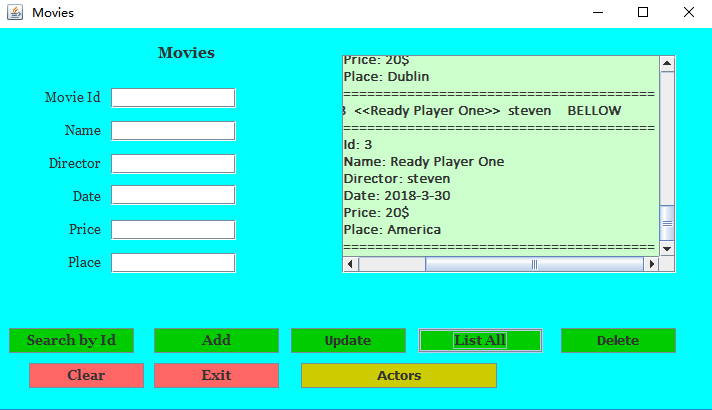 Movies
Movies
Movie Id
Name
Director
Date
Price
Place
Price: 20$
Place: Dublin
=======================================
3 <<Ready Player One>> steven BELLOW
=======================================
Id: 3
Name: Ready Player One
Director: steven
Date: 2018-3-30
Price: 20$
Place: America
=======================================
Search by Id Add Update List All Delete
Clear Exit Actors